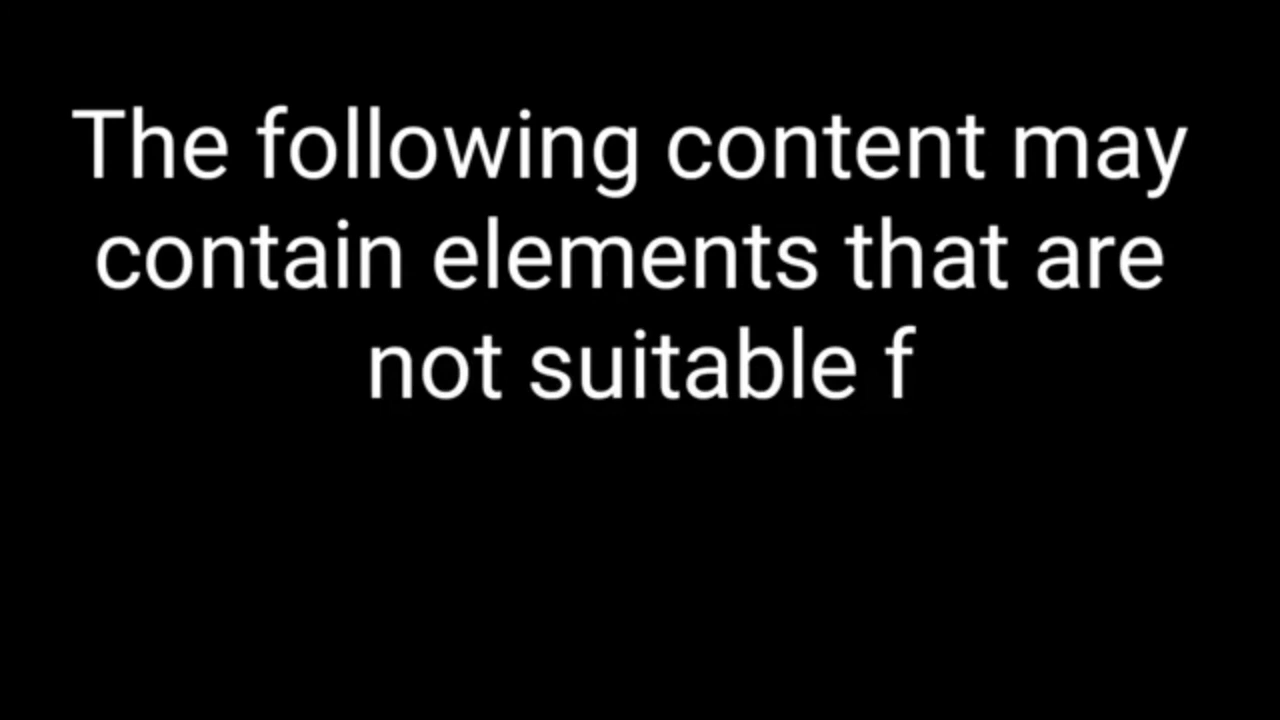 The following content may
contain elements that are
not suitable f